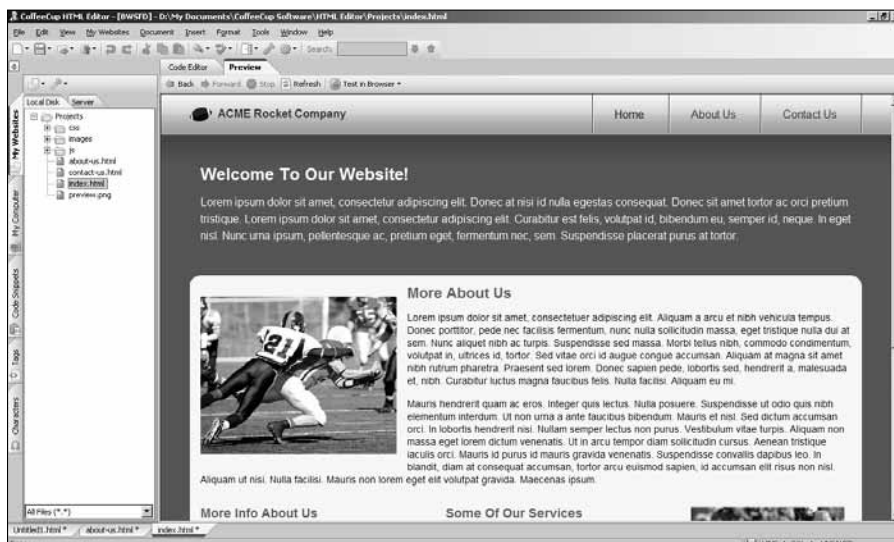 CoffeeCup HTML Editor - [BWSFD] - D:\My Documents\CoffeeCup Software\HTML Editor\Projects\index.html
File Edit View My Websites Document Insert Format Tools Window Help
Search:
Code Editor Preview
Back Forward Stop Refresh Test in Browser
Local Disk Server
My Websites
My Computer
Code Snippets
Tags
Characters
Projects
css
images
js
about-us.html
contact-us.html
index.html
preview.png
All Files (*.*)
ACME Rocket Company
Home About Us Contact Us
Welcome To Our Website!
Lorem ipsum dolor sit amet, consectetur adipiscing elit. Donec at nisi id nulla egestas consequat. Donec sit amet tortor ac orci pretium
tristique. Lorem ipsum dolor sit amet, consectetur adipiscing elit. Curabitur est felis, volutpat id, bibendum eu, semper id, neque. In eget
nisl. Nunc urna ipsum, pellentesque ac, pretium eget, fermentum nec, sem. Suspendisse placerat purus at tortor.
21
More About Us
Lorem ipsum dolor sit amet, consectetuer adipiscing elit. Aliquam a arcu et nibh vehicula tempus.
Donec porttitor, pede nec facilisis fermentum, nunc nulla sollicitudin massa, eget tristique nulla dui at
sem. Nunc aliquet nibh ac turpis. Suspendisse sed massa. Morbi tellus nibh, commodo condimentum,
volutpat in, ultrices id, tortor. Sed vitae orci id augue congue accumsan. Aliquam at magna sit amet
nibh rutrum pharetra. Praesent sed lorem. Donec sapien pede, lobortis sed, hendrerit a, malesuada
et, nibh. Curabitur luctus magna faucibus felis. Nulla facilisi. Aliquam eu mi.
Mauris hendrerit quam ac eros. Integer quis lectus. Nulla posuere. Suspendisse ut odio quis nibh
elementum interdum. Ut non urna a ante faucibus bibendum. Mauris et nisl. Sed dictum accumsan
orci. In lobortis hendrerit nisi. Nullam semper lectus non purus. Vestibulum vitae turpis. Aliquam non
massa eget lorem dictum venenatis. Ut in arcu tempor diam sollicitudin cursus. Aenean tristique
iaculis orci. Mauris id purus id mauris gravida venenatis. Suspendisse convallis dapibus leo. In
blandit, diam at consequat accumsan, tortor arcu euismod sapien, id accumsan elit risus non nisl.
Aliquam ut nisi. Nulla facilisi. Mauris non lorem eget elit volutpat gravida. Maecenas ipsum.
More Info About Us Some Of Our Services
Untitled1.html * about-us.html * index.html *